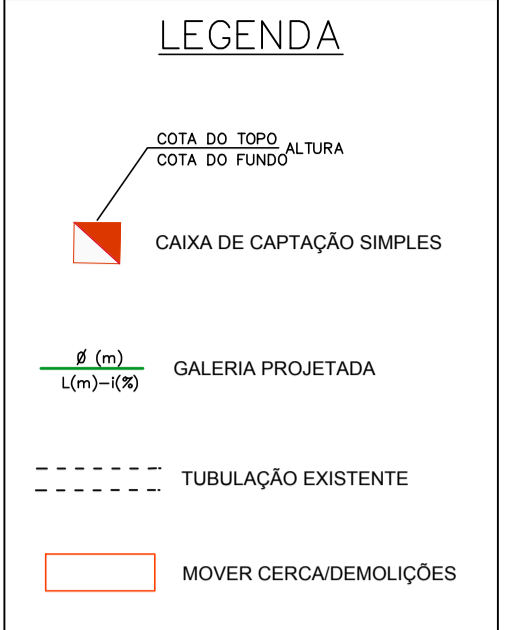 LEGENDA
COTA DO TOPO
COTA DO FUNDO
ALTURA
CAIXA DE CAPTAÇÃO SIMPLES
Ø (m)
L(m)-i(%)
GALERIA PROJETADA
TUBULAÇÃO EXISTENTE
MOVER CERCA/DEMOLIÇÕES